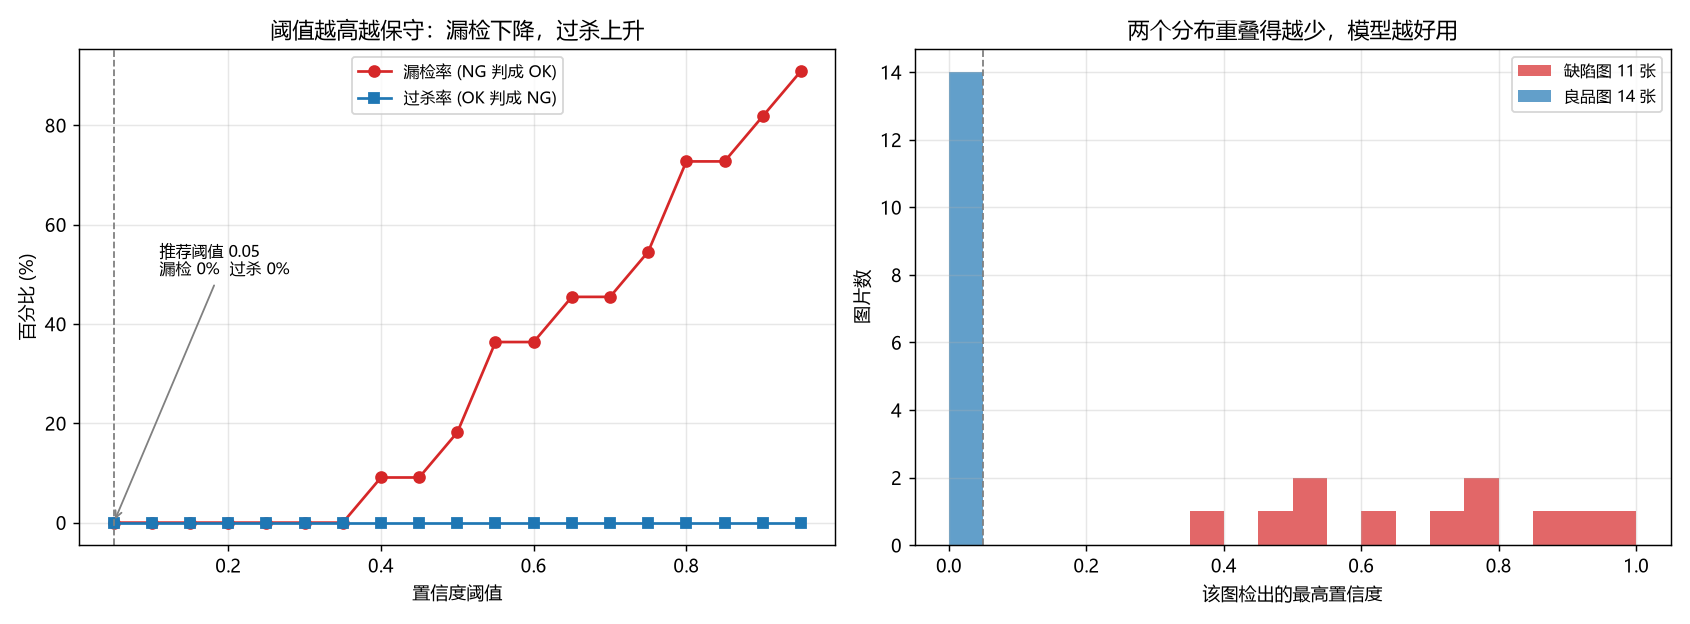 阈值越高越保守：漏检下降，过杀上升
漏检率 (NG 判成 OK)
过杀率 (OK 判成 NG)
推荐阈值 0.05
漏检 0%  过杀 0%
百分比 (%)
80
60
40
20
0
0.2
0.4
0.6
0.8
置信度阈值
两个分布重叠得越少，模型越好用
缺陷图 11 张
良品图 14 张
图片数
14
12
10
8
6
4
2
0
0.0
0.2
0.4
0.6
0.8
1.0
该图检出的最高置信度